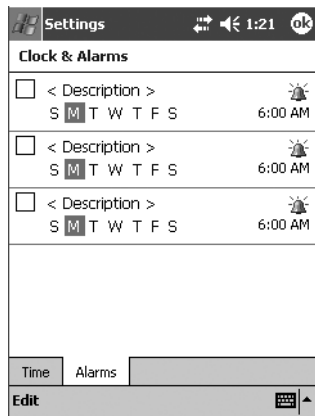 Settings 1:21 ok
Clock & Alarms
< Description >
S M T W T F S 6:00 AM
< Description >
S M T W T F S 6:00 AM
< Description >
S M T W T F S 6:00 AM
Time Alarms
Edit